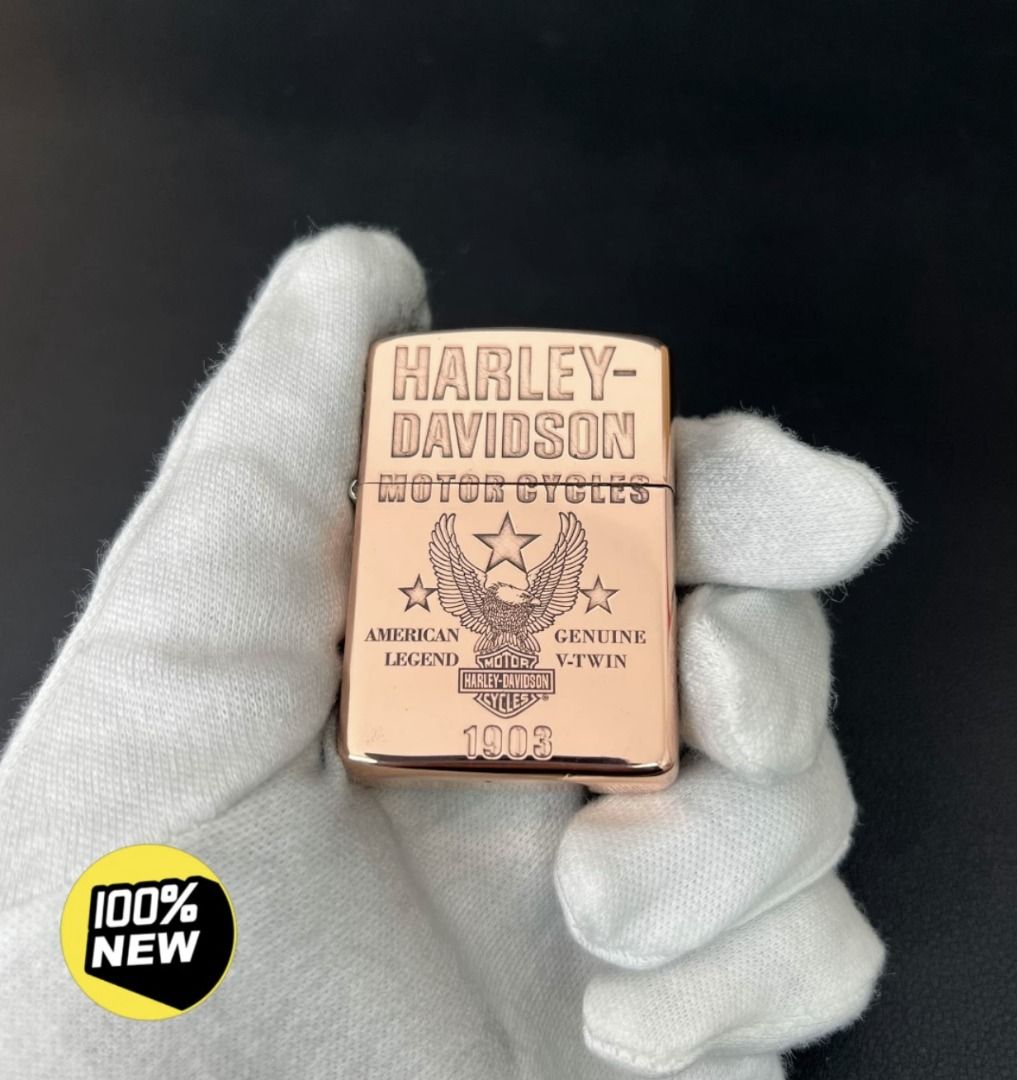 HARLEY-
DAVIDSON
MOTOR CYCLES
AMERICAN GENUINE
LEGEND V-TWIN
MOTOR
HARLEY-DAVIDSON
CYCLES®
1903
100%
NEW